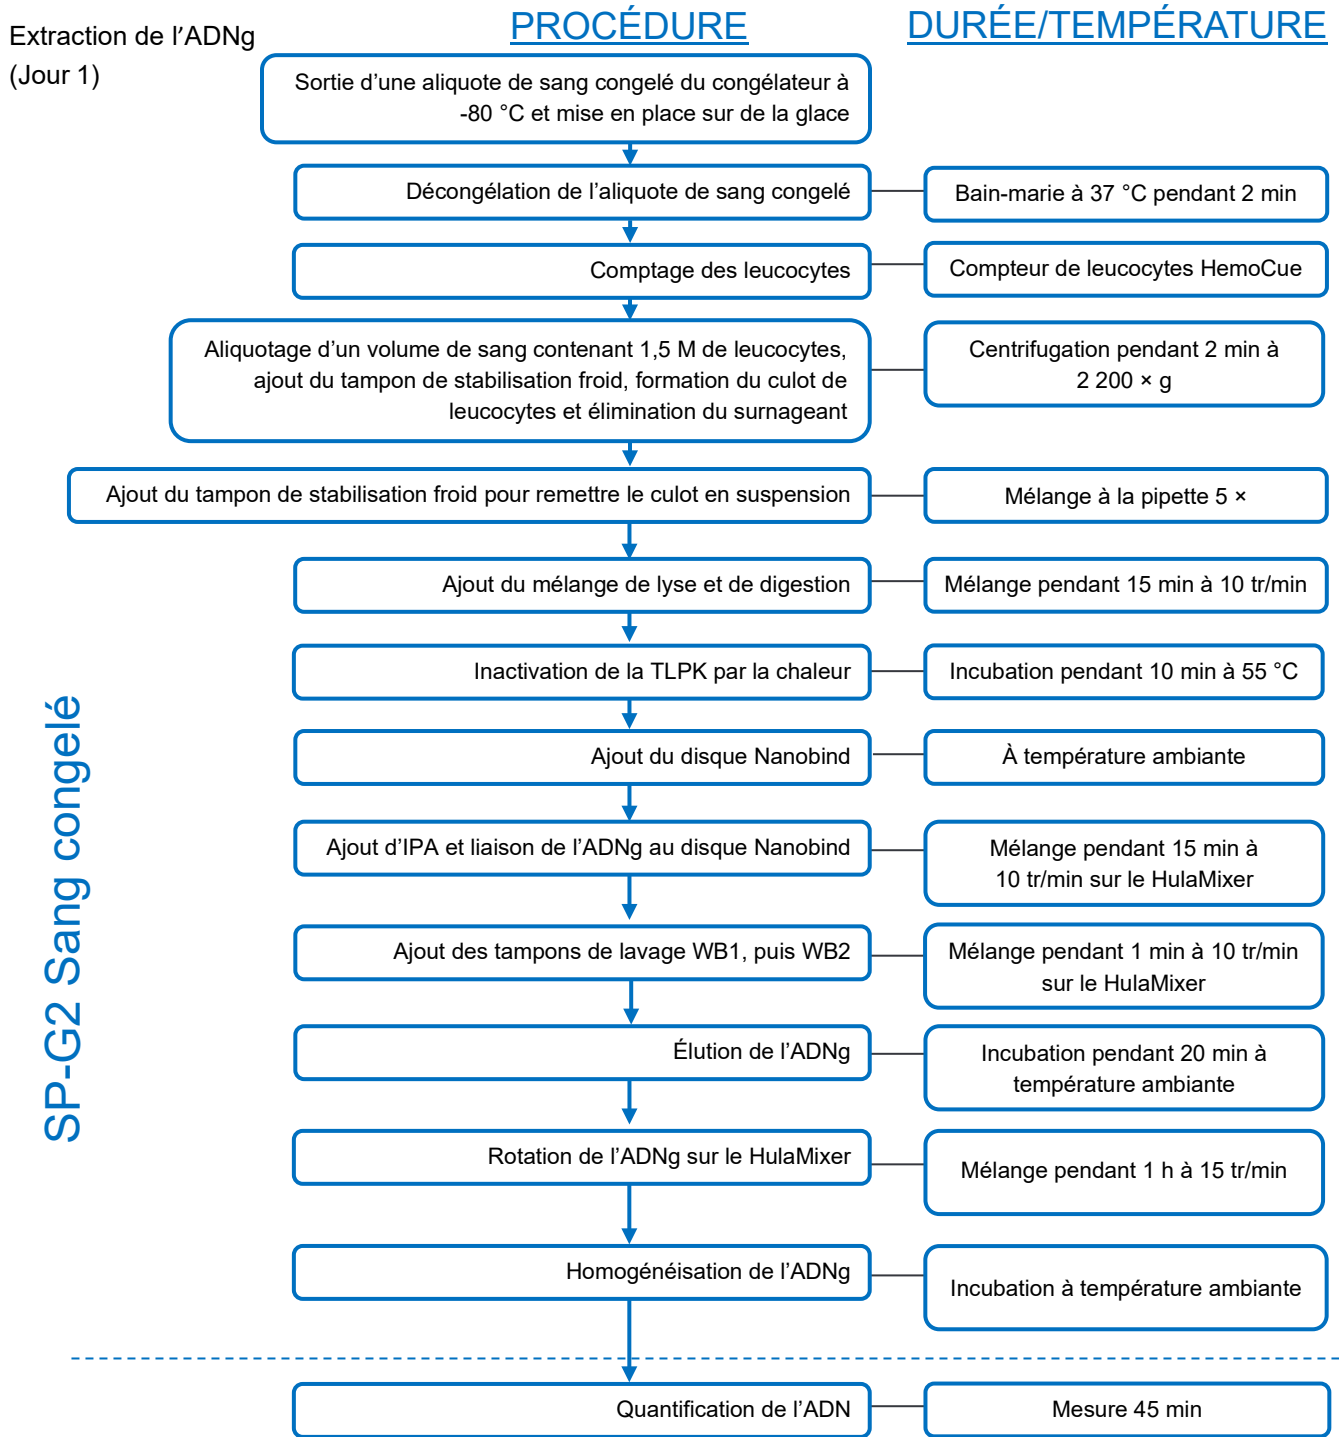 Extraction de l’ADNg
(Jour 1)
PROCÉDURE
DURÉE/TEMPÉRATURE
Sortie d’une aliquote de sang congelé du congélateur à
-80 °C et mise en place sur de la glace
Décongélation de l’aliquote de sang congelé
Bain-marie à 37 °C pendant 2 min
Comptage des leucocytes
Compteur de leucocytes HemoCue
Aliquotage d’un volume de sang contenant 1,5 M de leucocytes,
ajout du tampon de stabilisation froid, formation du culot de
leucocytes et élimination du surnageant
Centrifugation pendant 2 min à
2 200 × g
Ajout du tampon de stabilisation froid pour remettre le culot en suspension
Mélange à la pipette 5 ×
Ajout du mélange de lyse et de digestion
Mélange pendant 15 min à 10 tr/min
Inactivation de la TLPK par la chaleur
Incubation pendant 10 min à 55 °C
Ajout du disque Nanobind
À température ambiante
Ajout d’IPA et liaison de l’ADNg au disque Nanobind
Mélange pendant 15 min à
10 tr/min sur le HulaMixer
Ajout des tampons de lavage WB1, puis WB2
Mélange pendant 1 min à 10 tr/min
sur le HulaMixer
Élution de l’ADNg
Incubation pendant 20 min à
température ambiante
Rotation de l’ADNg sur le HulaMixer
Mélange pendant 1 h à 15 tr/min
Homogénéisation de l’ADNg
Incubation à température ambiante
Quantification de l’ADN
Mesure 45 min
SP-G2 Sang congelé